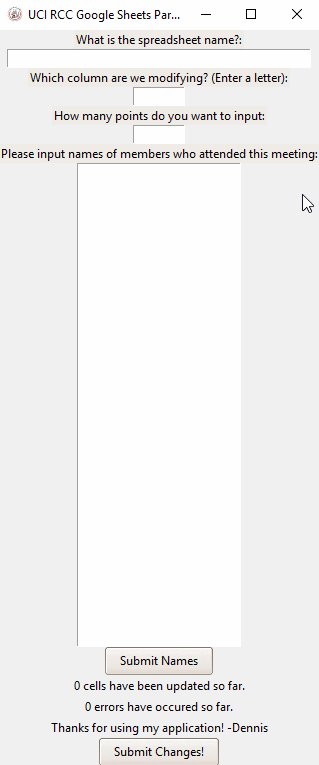 UCI RCC Google Sheets Par...
What is the spreadsheet name?:
Which column are we modifying? (Enter a letter):
How many points do you want to input:
Please input names of members who attended this meeting:
Submit Names
0 cells have been updated so far.
0 errors have occured so far.
Thanks for using my application! -Dennis
Submit Changes!